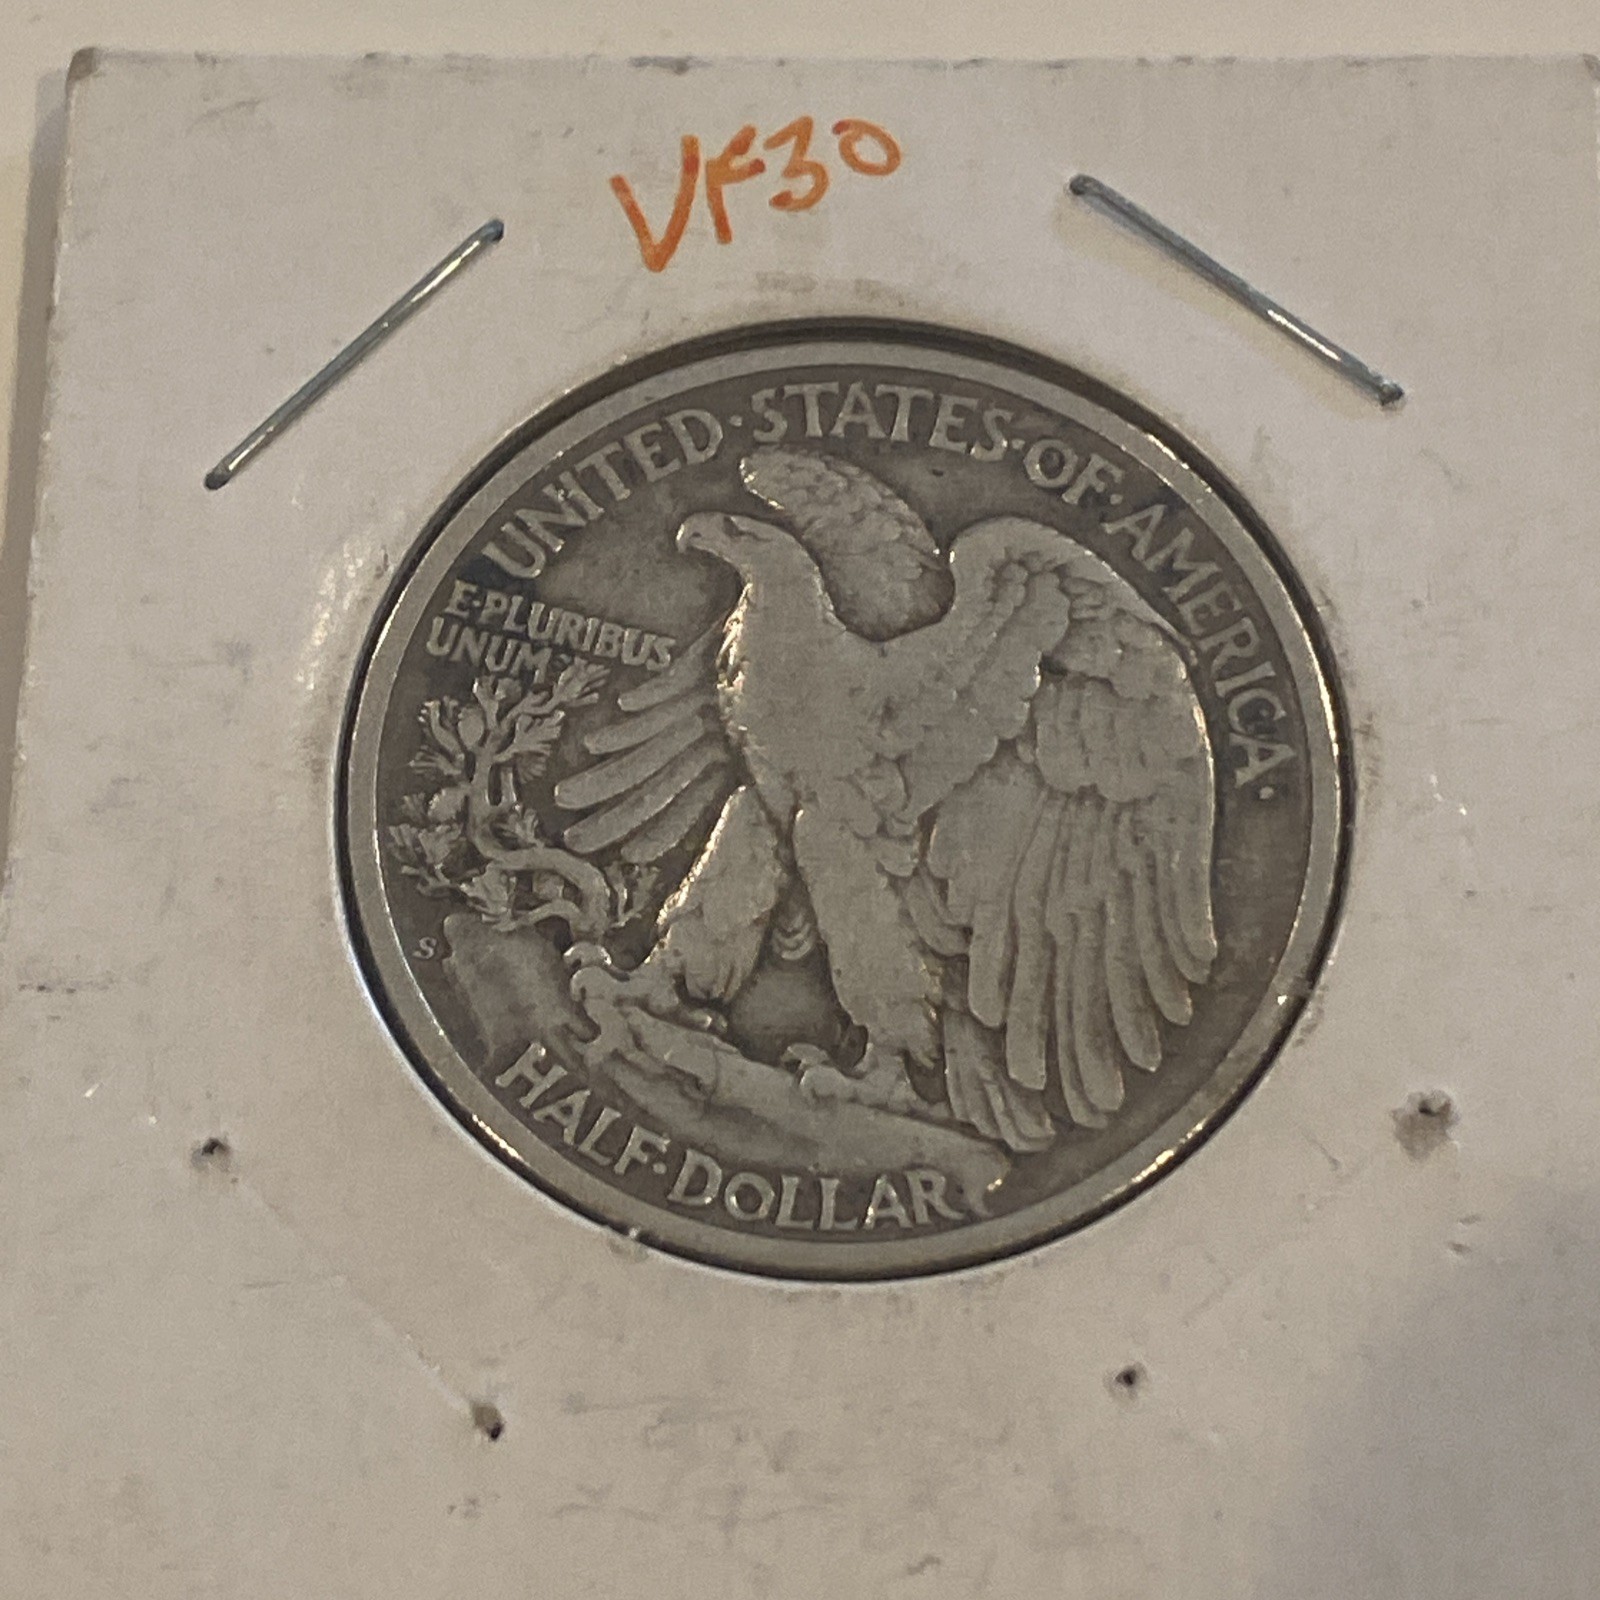 VF30
UNITED·STATES·OF·AMERICA·
E·PLURIBUS
UNUM
S
HALF·DOLLAR